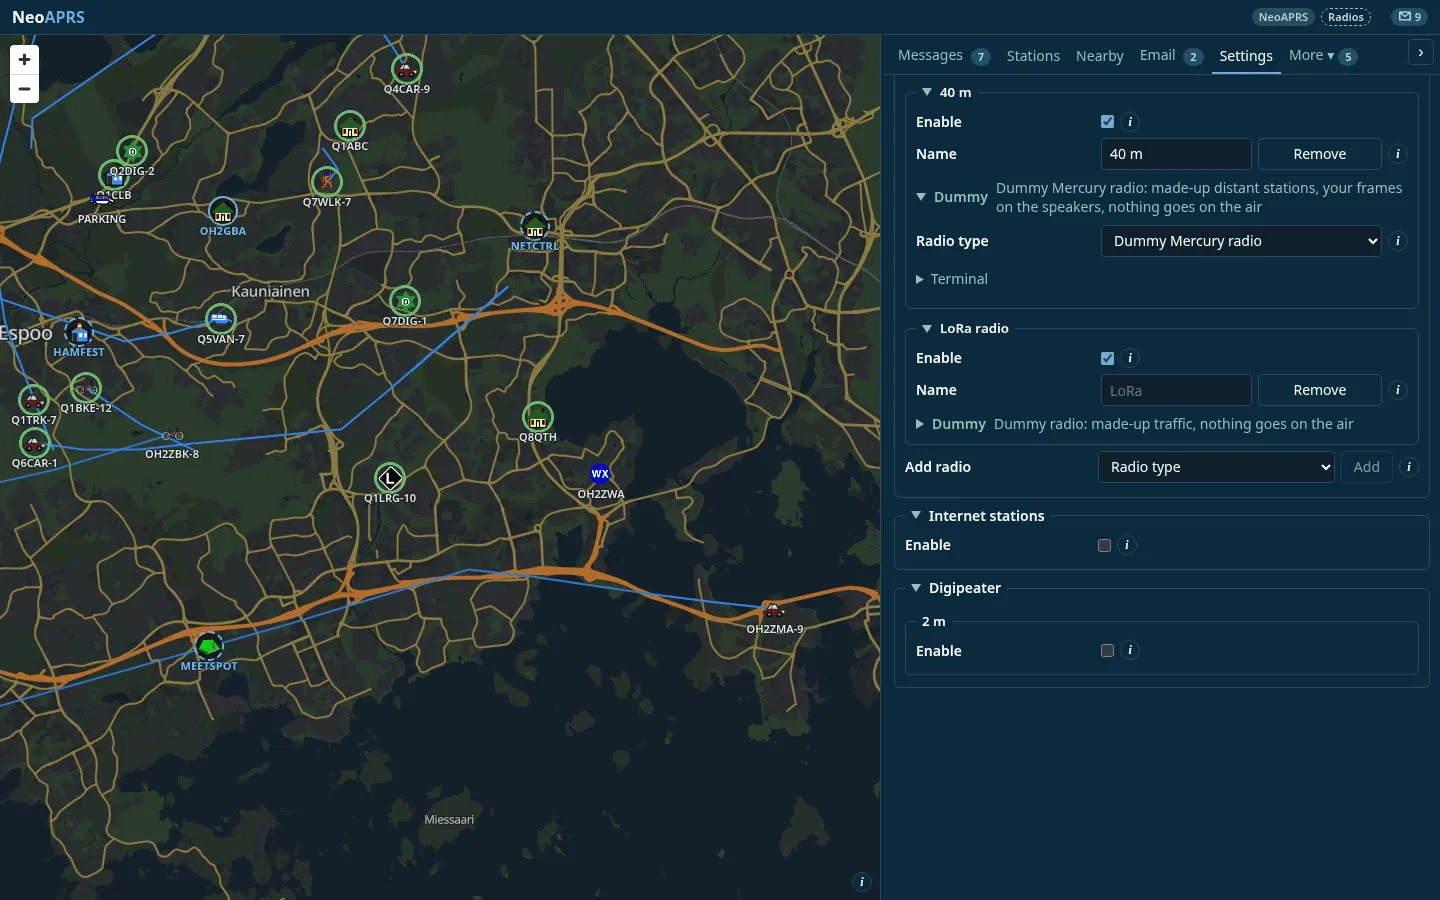 NeoAPRS
NeoAPRS
Radios
9
+
−
Messages 7
Stations
Nearby
Email 2
Settings
More ▾ 5
›
Q4CAR-9
Q1ABC
D
Q2DIG-2
Q1CLB
PARKING
Q7WLK-7
OH2GBA
NETCTRL
Kauniainen
D
Q7DIG-1
Espoo
HAMFEST
Q5VAN-7
Q1TRK-7
Q1BKE-12
Q8QTH
Q6CAR-1
OH2ZBK-8
L
Q1LRG-10
WX
OH2ZWA
OH2ZMA-9
MEETSPOT
Miessaari
i
▼ 40 m
Enable i
Name 40 m Remove i
▼ Dummy Dummy Mercury radio: made-up distant stations, your frames
on the speakers, nothing goes on the air
Radio type Dummy Mercury radio i
▶ Terminal
▼ LoRa radio
Enable i
Name LoRa Remove i
▶ Dummy Dummy radio: made-up traffic, nothing goes on the air
Add radio Radio type Add i
▼ Internet stations
Enable i
▼ Digipeater
2 m
Enable i